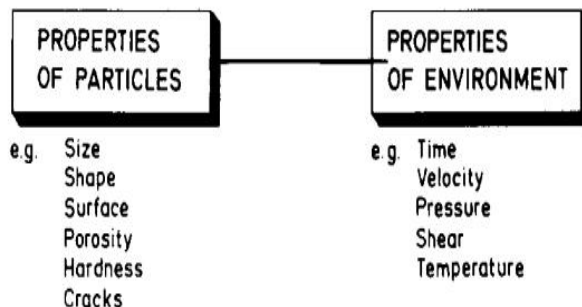 PROPERTIES
OF PARTICLES
e.g. Size
Shape
Surface
Porosity
Hardness
Cracks
PROPERTIES
OF ENVIRONMENT
e.g. Time
Velocity
Pressure
Shear
Temperature